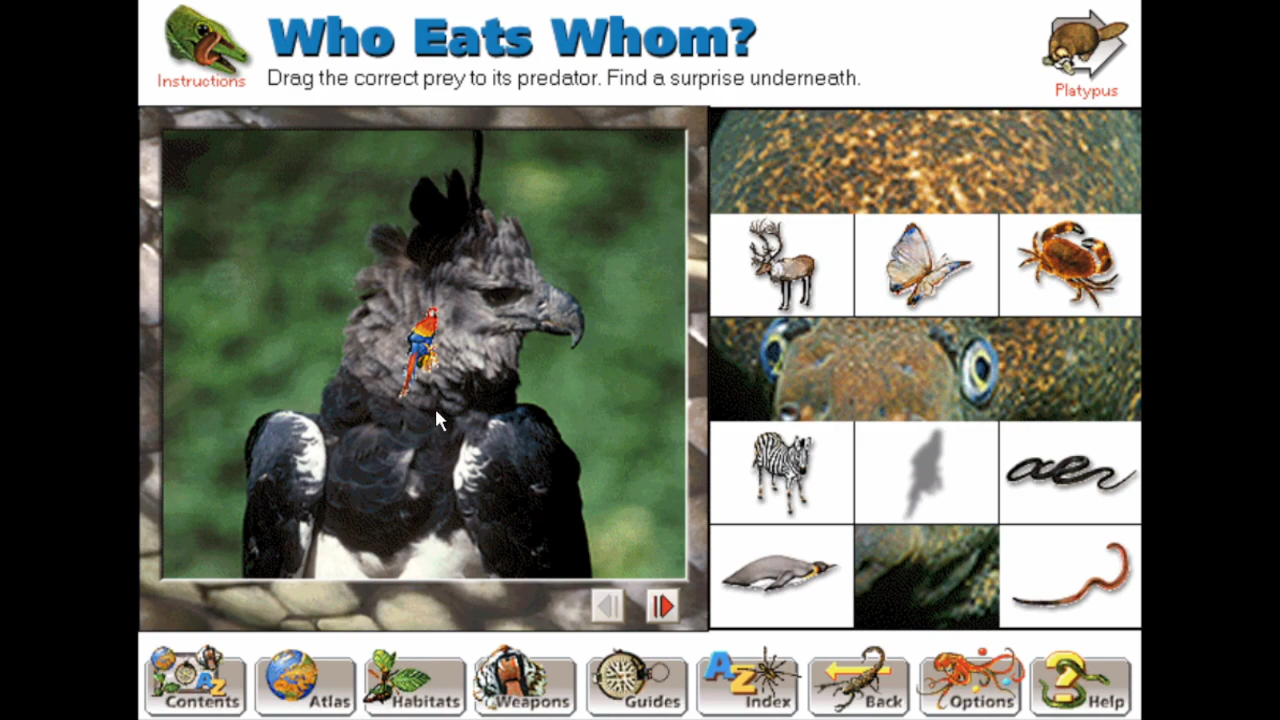 Who Eats Whom?
Drag the correct prey to its predator. Find a surprise underneath.
Instructions
Platypus
Contents
Atlas
Habitats
Weapons
Guides
AZ
Index
Back
Options
?
Help